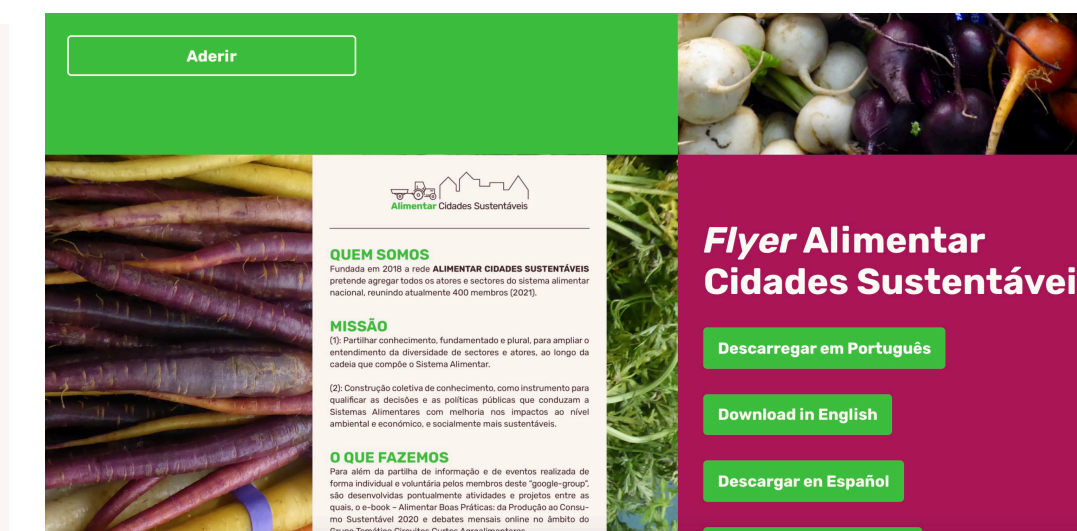 Aderir
Alimentar Cidades Sustentáveis
QUEM SOMOS
Fundada em 2018 a rede ALIMENTAR CIDADES SUSTENTÁVEIS
pretende agregar todos os atores e sectores do sistema alimentar
nacional, reunindo atualmente 400 membros (2021).
MISSÃO
(1): Partilhar conhecimento, fundamentado e plural, para ampliar o
entendimento da diversidade de sectores e atores, ao longo da
cadeia que compõe o Sistema Alimentar.
(2): Construção coletiva de conhecimento, como instrumento para
qualificar as decisões e as políticas públicas que conduzam a
Sistemas Alimentares com melhoria nos impactos ao nível
ambiental e económico, e socialmente mais sustentáveis.
O QUE FAZEMOS
Para além da partilha de informação e de eventos realizada de
forma individual e voluntária pelos membros deste "google-group",
são desenvolvidas pontualmente atividades e projetos entre as
quais, o e-book – Alimentar Boas Práticas: da Produção ao Consu-
mo Sustentável 2020 e debates mensais online no âmbito do
Grupo Temático Circuitos Curtos Agroalimentares
Flyer Alimentar
Cidades Sustentávei
Descarregar em Português
Download in English
Descargar en Español